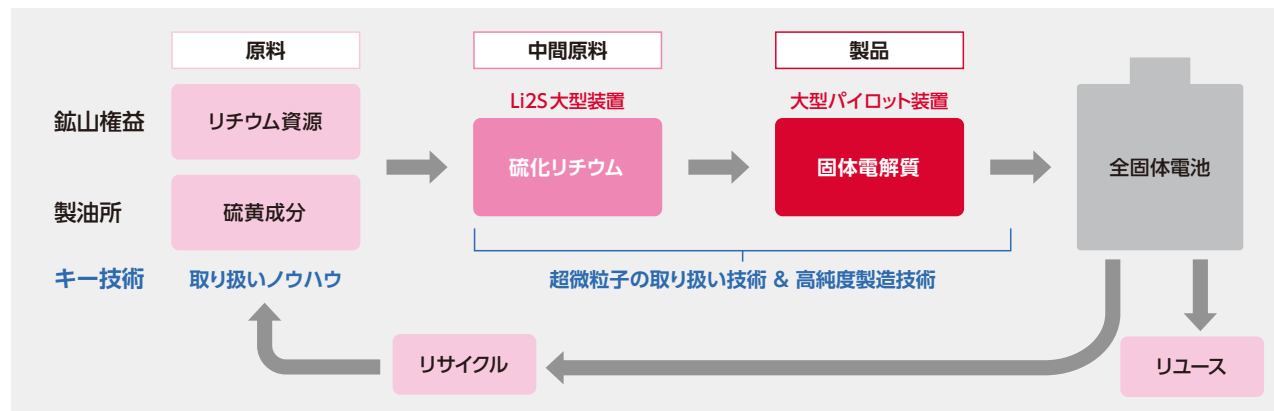 原料
中間原料
製品
Li2S大型装置
大型パイロット装置
鉱山権益
リチウム資源
硫化リチウム
固体電解質
全固体電池
製油所
硫黄成分
キー技術
取り扱いノウハウ
超微粒子の取り扱い技術 & 高純度製造技術
リサイクル
リユース